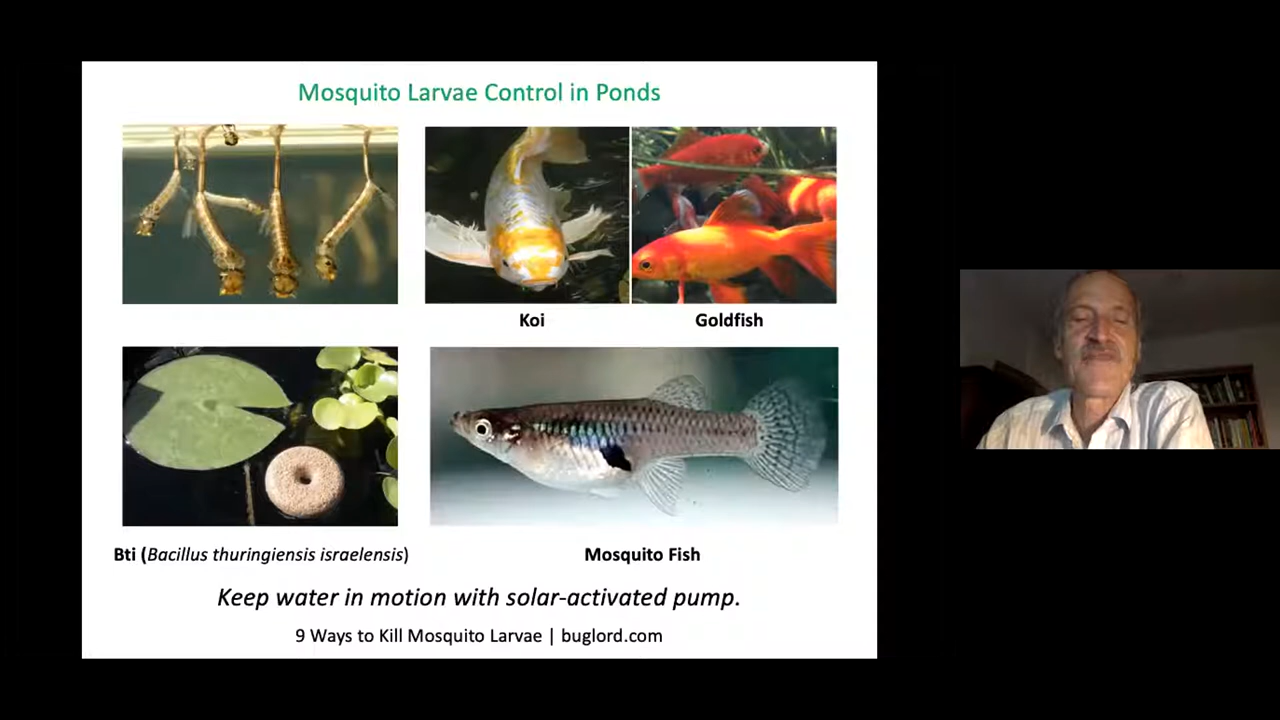 Mosquito Larvae Control in Ponds
Koi
Goldfish
Bti (Bacillus thuringiensis israelensis)
Mosquito Fish
Keep water in motion with solar-activated pump.
9 Ways to Kill Mosquito Larvae | buglord.com